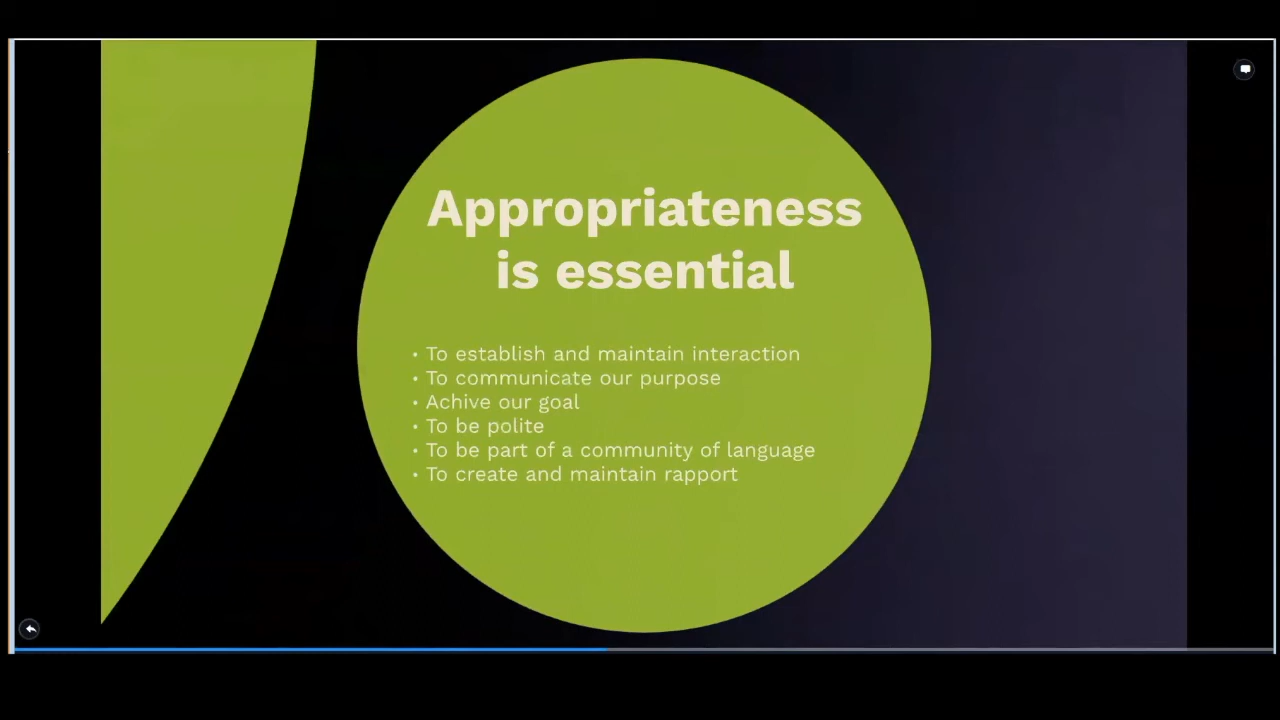 Appropriateness
is essential
• To establish and maintain interaction
• To communicate our purpose
• Achive our goal
• To be polite
• To be part of a community of language
• To create and maintain rapport